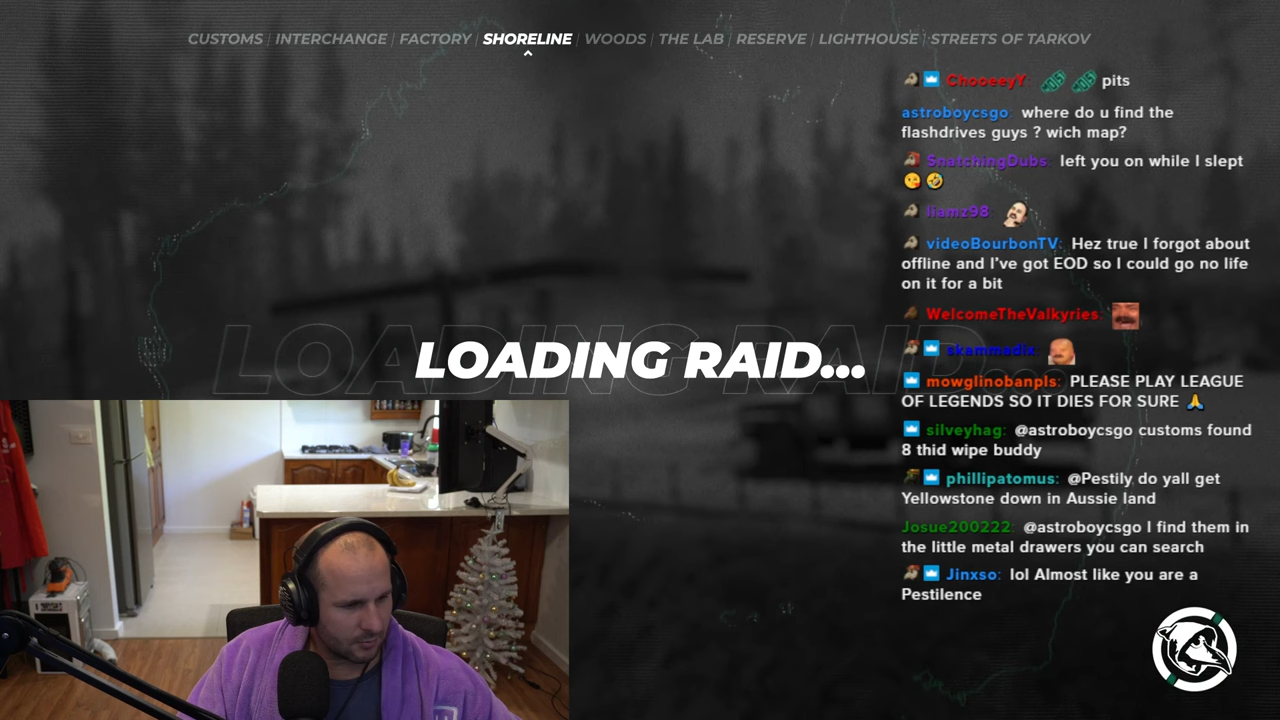 CUSTOMS | INTERCHANGE | FACTORY | SHORELINE | WOODS | THE LAB | RESERVE | LIGHTHOUSE | STREETS OF TARKOV
ChooeeyY: pits
astroboycsgo: where do u find the
flashdrives guys ? wich map?
SnatchingDubs: left you on while I slept
😘 🤣
liamz98
videoBourbonTV: Hez true I forgot about
offline and I've got EOD so I could go no life
on it for a bit
WelcomeTheValkyries:
LOADING RAID...
LOADING RAID...
skammadix:
mowglinobanpls: PLEASE PLAY LEAGUE
OF LEGENDS SO IT DIES FOR SURE 🙏
silveyhag: @astroboycsgo customs found
8 thid wipe buddy
phillipatomus: @Pestily do yall get
Yellowstone down in Aussie land
Josue200222: @astroboycsgo I find them in
the little metal drawers you can search
Jinxso: lol Almost like you are a
Pestilence